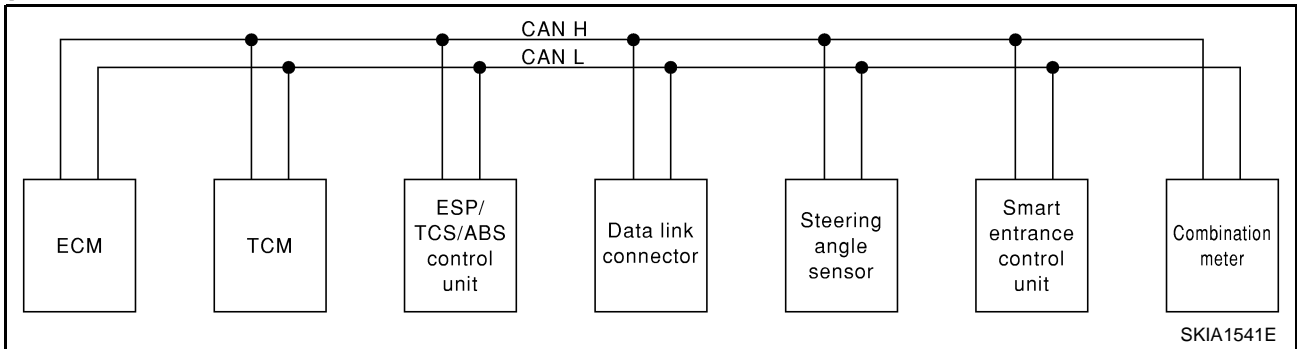 CAN H
CAN L
ECM
TCM
ESP/
TCS/ABS
control
unit
Data link
connector
Steering
angle
sensor
Smart
entrance
control
unit
Combination
meter
SKIA1541E